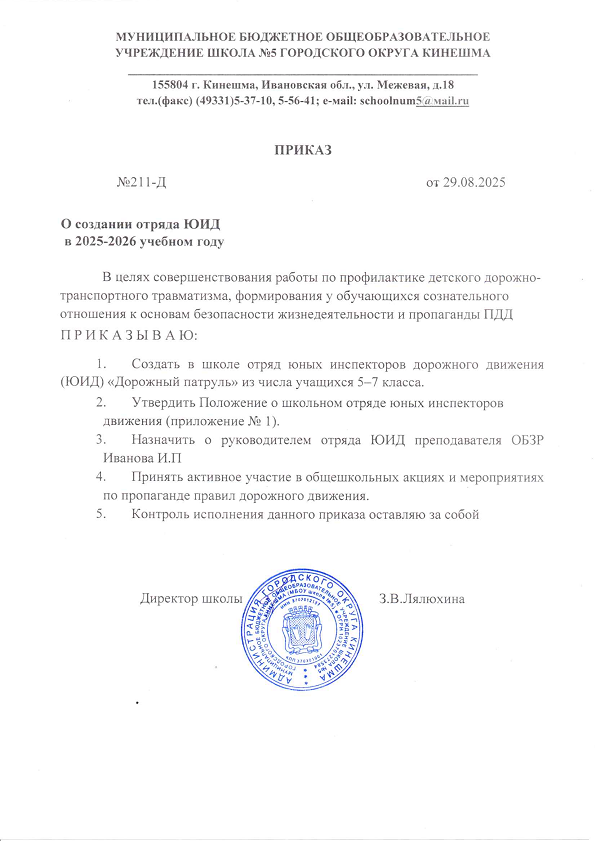 МУНИЦИПАЛЬНОЕ БЮДЖЕТНОЕ ОБЩЕОБРАЗОВАТЕЛЬНОЕ
УЧРЕЖДЕНИЕ ШКОЛА №5 ГОРОДСКОГО ОКРУГА КИНЕШМА
155804 г. Кинешма, Ивановская обл., ул. Межевая, д.18
тел.(факс) (49331)5-37-10, 5-56-41; e-mail: schoolnum5@mail.ru
ПРИКАЗ
№211-Д от 29.08.2025
О создании отряда ЮИД
в 2025-2026 учебном году
В целях совершенствования работы по профилактике детского дорожно-
транспортного травматизма, формирования у обучающихся сознательного
отношения к основам безопасности жизнедеятельности и пропаганды ПДД
П Р И К А З Ы В А Ю:
1. Создать в школе отряд юных инспекторов дорожного движения
(ЮИД) «Дорожный патруль» из числа учащихся 5–7 класса.
2. Утвердить Положение о школьном отряде юных инспекторов
движения (приложение № 1).
3. Назначить о руководителем отряда ЮИД преподавателя ОБЗР
Иванова И.П
4. Принять активное участие в общешкольных акциях и мероприятиях
по пропаганде правил дорожного движения.
5. Контроль исполнения данного приказа оставляю за собой
Директор школы З.В.Лялюхина
АДМИНИСТРАЦИЯ ГОРОДСКОГО ОКРУГА КИНЕШМА